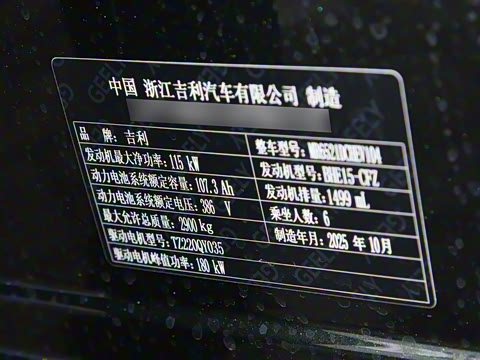 中国 浙江吉利汽车有限公司 制造
品 牌: 吉利
整车型号: MR6521DCHEV104
发动机最大净功率: 115 kW
发动机型号: BHE15-CFZ
动力电池系统额定容量: 107.3 Ah
发动机排量: 1499 mL
动力电池系统额定电压: 386 V
乘坐人数: 6
最大允许总质量: 2900 kg
制造年月: 2025 年 10月
驱动电机型号: TZ220QY035
驱动电机峰值功率: 180 kW
GEELY